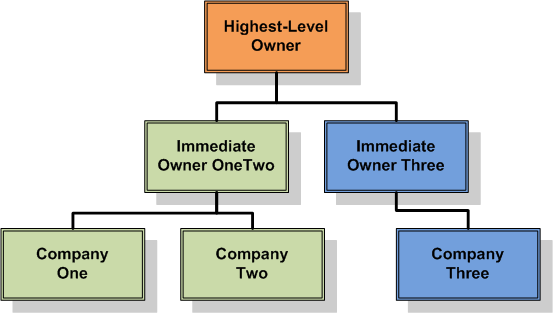 Highest-Level
Owner
Immediate
Owner OneTwo
Immediate
Owner Three
Company
One
Company
Two
Company
Three